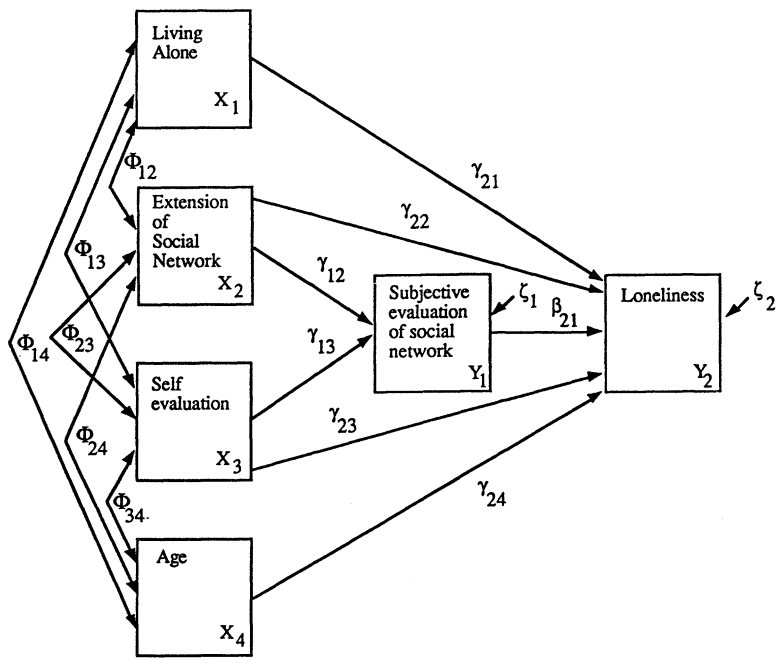 Living
Alone
X1
Φ12
γ21
Extension
of
Social
Network
X2
γ22
Φ13
γ12
Subjective
evaluation
of social
network
Y1
ζ1
β21
Loneliness
Y2
ζ2
Φ14
Φ23
γ13
Self
evaluation
X3
γ23
Φ24
γ24
Φ34
Age
X4